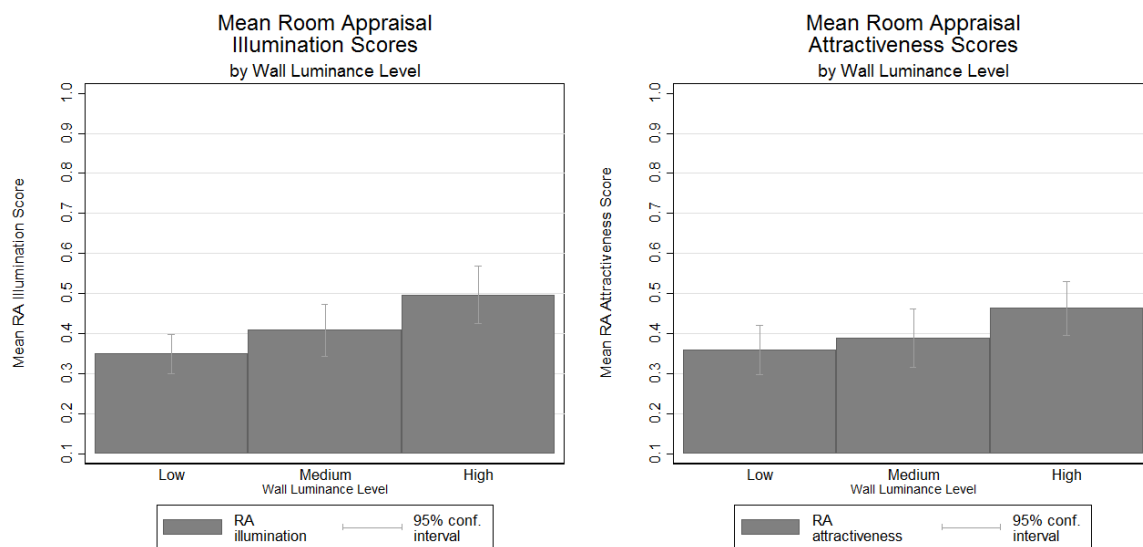 Mean Room Appraisal
Illumination Scores
by Wall Luminance Level
Mean RA Illumination Score
1.0
0.9
0.8
0.7
0.6
0.5
0.4
0.3
0.2
0.1
Low Medium High
Wall Luminance Level
RA illumination
95% conf. interval
Mean Room Appraisal
Attractiveness Scores
by Wall Luminance Level
Mean RA Attractiveness Score
1.0
0.9
0.8
0.7
0.6
0.5
0.4
0.3
0.2
0.1
Low Medium High
Wall Luminance Level
RA attractiveness
95% conf. interval